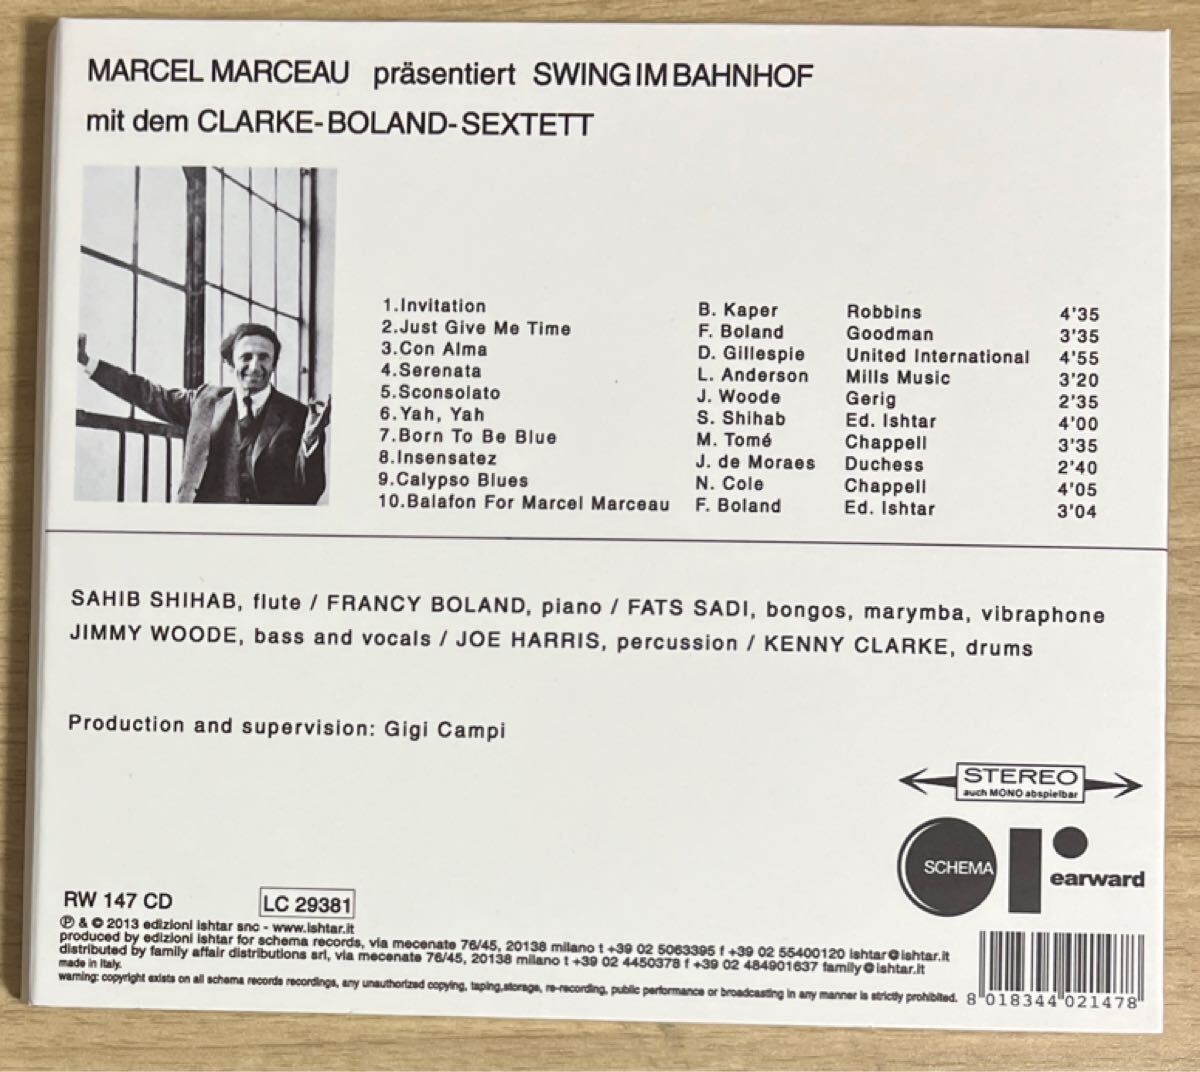 MARCEL MARCEAU präsentiert SWING IM BAHNHOF
mit dem CLARKE-BOLAND-SEXTETT
1.Invitation B. Kaper Robbins 4'35
2.Just Give Me Time F. Boland Goodman 3'35
3.Con Alma D. Gillespie United International 4'55
4.Serenata L. Anderson Mills Music 3'20
5.Sconsolato J. Woode Gerig 2'35
6.Yah, Yah S. Shihab Ed. Ishtar 4'00
7.Born To Be Blue M. Tomé Chappell 3'35
8.Insensatez J. de Moraes Duchess 2'40
9.Calypso Blues N. Cole Chappell 4'05
10.Balafon For Marcel Marceau F. Boland Ed. Ishtar 3'04
SAHIB SHIHAB, flute / FRANCY BOLAND, piano / FATS SADI, bongos, marymba, vibraphone
JIMMY WOODE, bass and vocals / JOE HARRIS, percussion / KENNY CLARKE, drums
Production and supervision: Gigi Campi
STEREO
auch MONO abspielbar
SCHEMA
rearward
RW 147 CD LC 29381
℗ & © 2013 edizioni ishtar snc - www.ishtar.it
produced by edizioni ishtar for schema records, via mecenate 76/45, 20138 milano t +39 02 5063395 f +39 02 55400120 ishtar@ishtar.it
distributed by family affair distributions srl, via mecenate 76/45, 20138 milano t +39 02 4450378 f +39 02 484901637 family@ishtar.it
made in Italy.
warning: copyright exists on all schema records recordings, any unauthorized copying, taping,storage, re-recording, public performance or broadcasting in any manner is strictly prohibited.
8 018344 021478